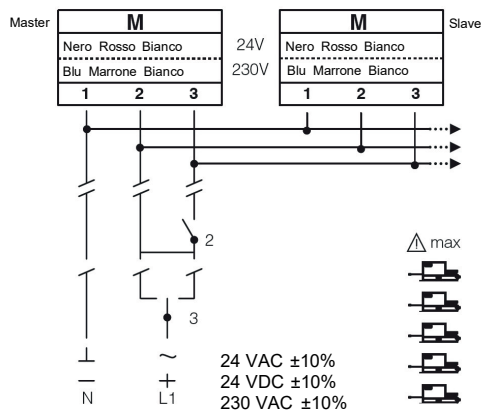 Master M M Slave
Nero Rosso Bianco 24V Nero Rosso Bianco
Blu Marrone Bianco 230V Blu Marrone Bianco
1 2 3 1 2 3
2
max
3
~ 24 VAC ±10%
+ 24 VDC ±10%
N L1 230 VAC ±10%